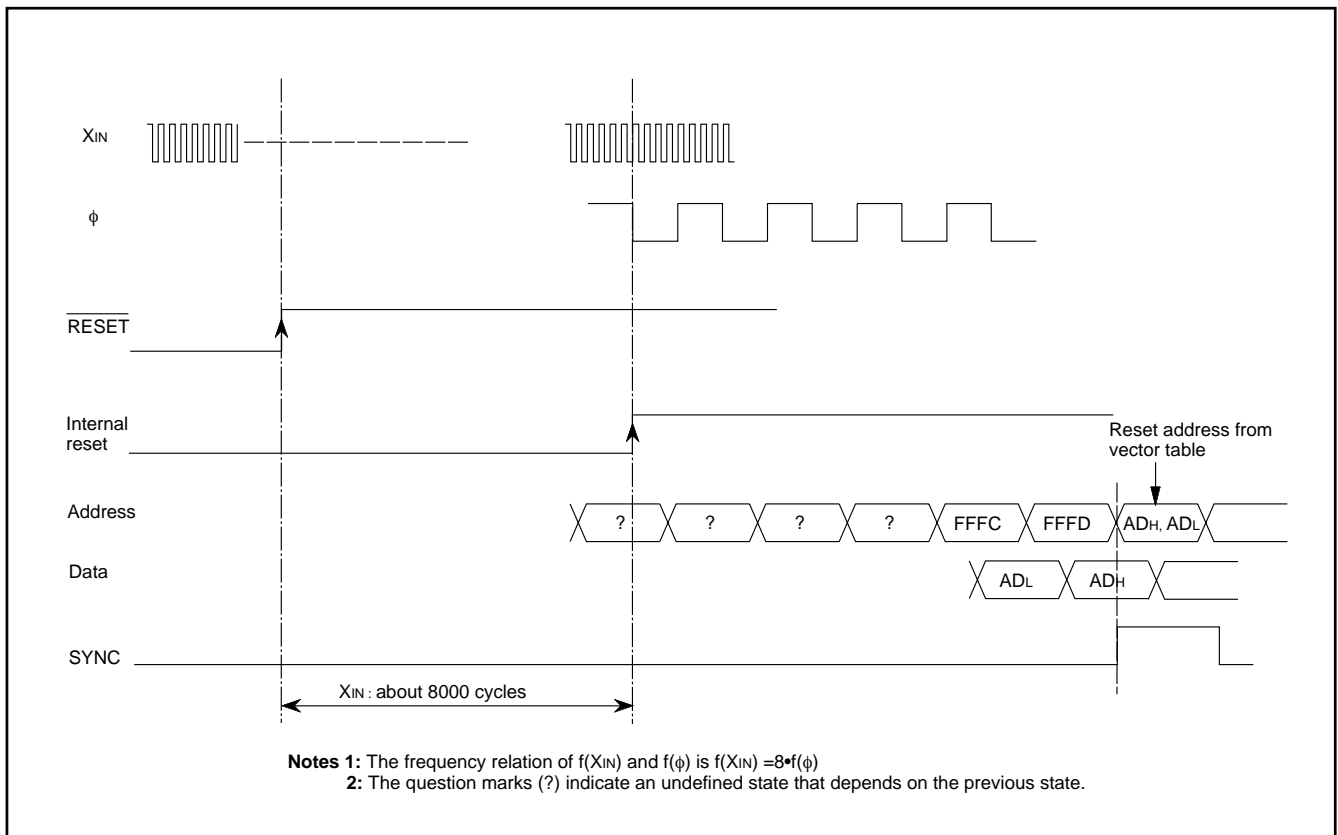 XIN
ϕ
RESET
Internal
reset
Reset address from
vector table
Address
? ? ? ? FFFC FFFD ADH, ADL
Data
ADL ADH
SYNC
XIN : about 8000 cycles
Notes 1: The frequency relation of f(XIN) and f(ϕ) is f(XIN) =8•f(ϕ)
2: The question marks (?) indicate an undefined state that depends on the previous state.